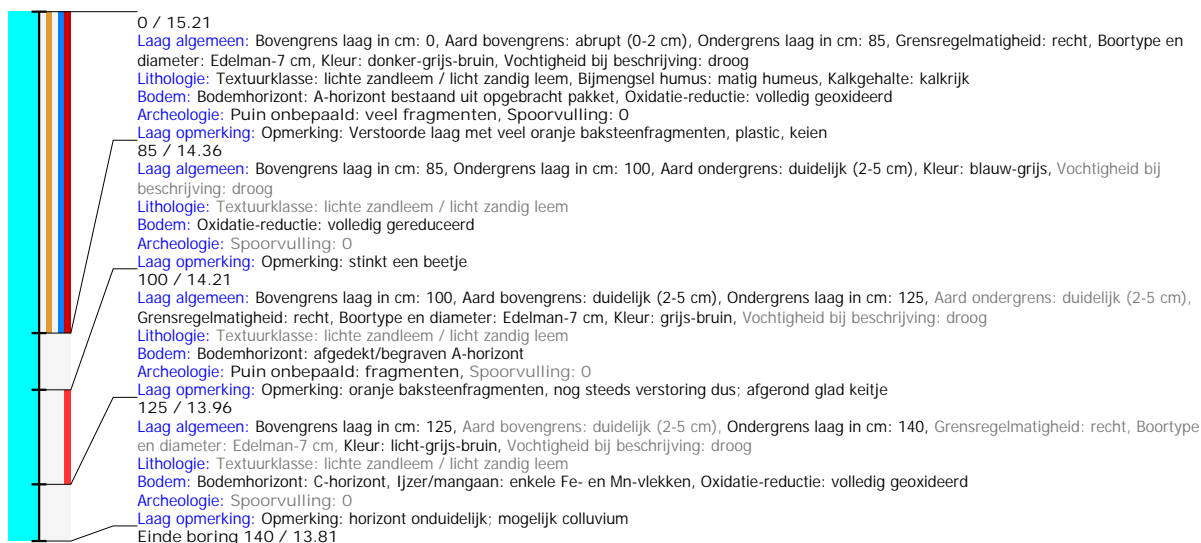 0 / 15.21
Laag algemeen: Bovengrens laag in cm: 0, Aard bovengrens: abrupt (0-2 cm), Ondergrens laag in cm: 85, Grensregelmatigheid: recht, Boortype en
diameter: Edelman-7 cm, Kleur: donker-grijs-bruin, Vochtigheid bij beschrijving: droog
Lithologie: Textuurklasse: lichte zandleem / licht zandig leem, Bijmengsel humus: matig humeus, Kalkgehalte: kalkrijk
Bodem: Bodemhorizont: A-horizont bestaand uit opgebracht pakket, Oxidatie-reductie: volledig geoxideerd
Archeologie: Puin onbepaald: veel fragmenten, Spoorvulling: 0
Laag opmerking: Opmerking: Verstoorde laag met veel oranje baksteenfragmenten, plastic, keien
85 / 14.36
Laag algemeen: Bovengrens laag in cm: 85, Ondergrens laag in cm: 100, Aard ondergrens: duidelijk (2-5 cm), Kleur: blauw-grijs, Vochtigheid bij
beschrijving: droog
Lithologie: Textuurklasse: lichte zandleem / licht zandig leem
Bodem: Oxidatie-reductie: volledig gereduceerd
Archeologie: Spoorvulling: 0
Laag opmerking: Opmerking: stinkt een beetje
100 / 14.21
Laag algemeen: Bovengrens laag in cm: 100, Aard bovengrens: duidelijk (2-5 cm), Ondergrens laag in cm: 125, Aard ondergrens: duidelijk (2-5 cm),
Grensregelmatigheid: recht, Boortype en diameter: Edelman-7 cm, Kleur: grijs-bruin, Vochtigheid bij beschrijving: droog
Lithologie: Textuurklasse: lichte zandleem / licht zandig leem
Bodem: Bodemhorizont: afgedekt/begraven A-horizont
Archeologie: Puin onbepaald: fragmenten, Spoorvulling: 0
Laag opmerking: Opmerking: oranje baksteenfragmenten, nog steeds verstoring dus; afgerond glad keitje
125 / 13.96
Laag algemeen: Bovengrens laag in cm: 125, Aard bovengrens: duidelijk (2-5 cm), Ondergrens laag in cm: 140, Grensregelmatigheid: recht, Boortype
en diameter: Edelman-7 cm, Kleur: licht-grijs-bruin, Vochtigheid bij beschrijving: droog
Lithologie: Textuurklasse: lichte zandleem / licht zandig leem
Bodem: Bodemhorizont: C-horizont, Ijzer/mangaan: enkele Fe- en Mn-vlekken, Oxidatie-reductie: volledig geoxideerd
Archeologie: Spoorvulling: 0
Laag opmerking: Opmerking: horizont onduidelijk; mogelijk colluvium
Einde boring 140 / 13.81